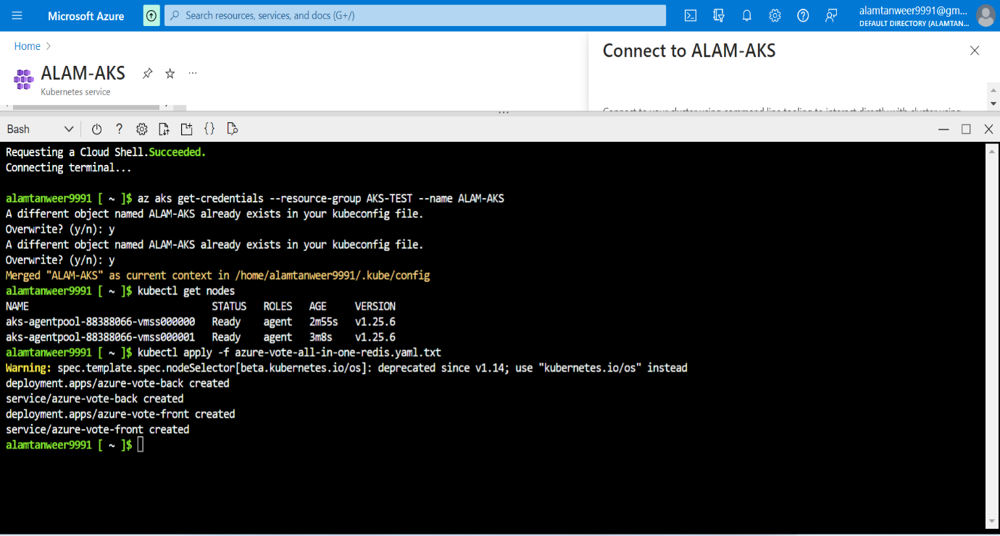 Microsoft Azure
Search resources, services, and docs (G+/)
alamtanweer9991@gm...
DEFAULT DIRECTORY (ALAMTAN...
Home >
ALAM-AKS
Kubernetes service
Connect to ALAM-AKS
Connect to your cluster using command line tooling to interact directly with cluster using
Bash
Requesting a Cloud Shell.Succeeded.
Connecting terminal...
alamtanweer9991 [ ~ ]$ az aks get-credentials --resource-group AKS-TEST --name ALAM-AKS
A different object named ALAM-AKS already exists in your kubeconfig file.
Overwrite? (y/n): y
A different object named ALAM-AKS already exists in your kubeconfig file.
Overwrite? (y/n): y
Merged "ALAM-AKS" as current context in /home/alamtanweer9991/.kube/config
alamtanweer9991 [ ~ ]$ kubectl get nodes
NAME STATUS ROLES AGE VERSION
aks-agentpool-88388066-vmss000000 Ready agent 2m55s v1.25.6
aks-agentpool-88388066-vmss000001 Ready agent 3m8s v1.25.6
alamtanweer9991 [ ~ ]$ kubectl apply -f azure-vote-all-in-one-redis.yaml.txt
Warning: spec.template.spec.nodeSelector[beta.kubernetes.io/os]: deprecated since v1.14; use "kubernetes.io/os" instead
deployment.apps/azure-vote-back created
service/azure-vote-back created
deployment.apps/azure-vote-front created
service/azure-vote-front created
alamtanweer9991 [ ~ ]$